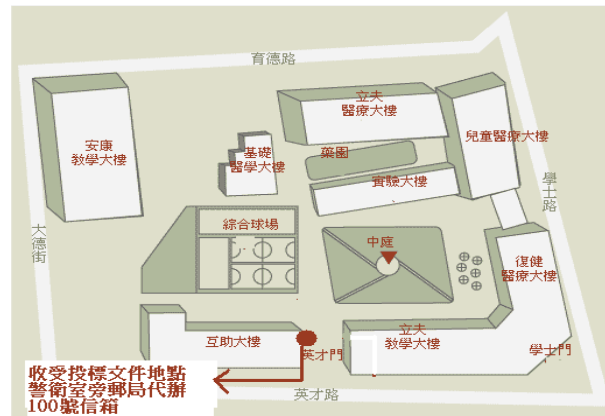 育德路
立夫
醫療大樓
安康
教學大樓
基礎
醫學大樓
藥園
兒童醫療大樓
實驗大樓
學士路
大德街
綜合球場
中庭
復健
醫療大樓
互助大樓
英才門
立夫
教學大樓
學士門
收受投標文件地點
警衛室旁郵局代辦
100號信箱
英才路